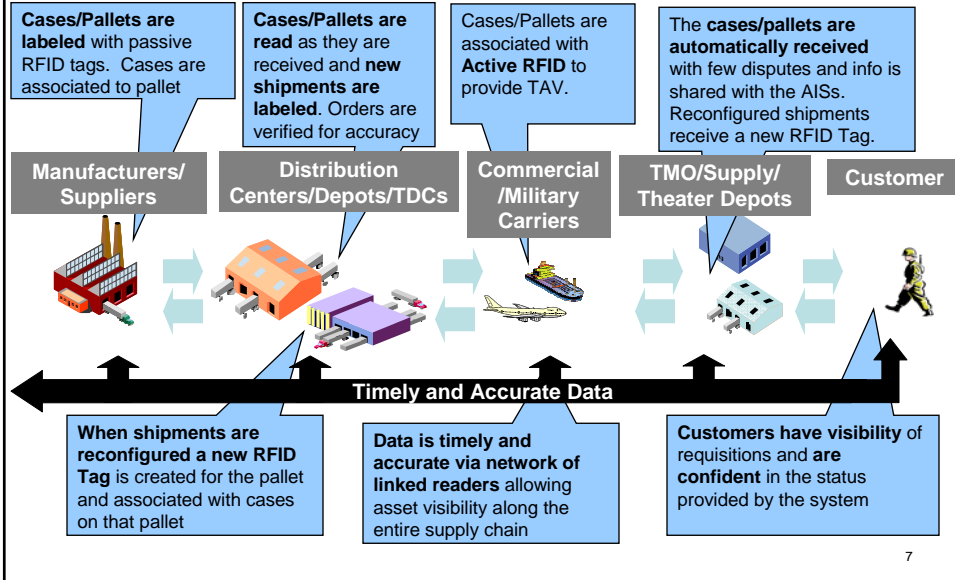 Cases/Pallets are
labeled with passive
RFID tags.  Cases are
associated to pallet
Cases/Pallets are
read as they are
received and new
shipments are
labeled. Orders are
verified for accuracy
Cases/Pallets are
associated with
Active RFID to
provide TAV.
The cases/pallets are
automatically received
with few disputes and info is
shared with the AISs.
Reconfigured shipments
receive a new RFID Tag.
Manufacturers/
Suppliers
Distribution
Centers/Depots/TDCs
Commercial
/Military
Carriers
TMO/Supply/
Theater Depots
Customer
Timely and Accurate Data
When shipments are
reconfigured a new RFID
Tag is created for the pallet
and associated with cases
on that pallet
Data is timely and
accurate via network of
linked readers allowing
asset visibility along the
entire supply chain
Customers have visibility of
requisitions and are
confident in the status
provided by the system
7